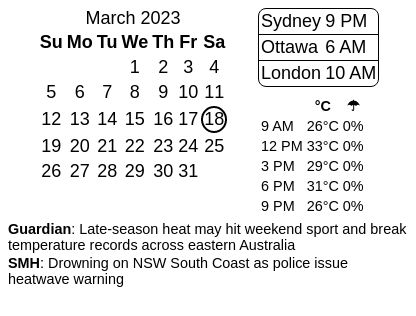 March 2023
Su Mo Tu We Th Fr Sa
1 2 3 4
5 6 7 8 9 10 11
12 13 14 15 16 17 18
19 20 21 22 23 24 25
26 27 28 29 30 31
Sydney 9 PM
Ottawa 6 AM
London 10 AM
°C ☂
9 AM 26°C 0%
12 PM 33°C 0%
3 PM 29°C 0%
6 PM 31°C 0%
9 PM 26°C 0%
Guardian: Late-season heat may hit weekend sport and break
temperature records across eastern Australia
SMH: Drowning on NSW South Coast as police issue
heatwave warning